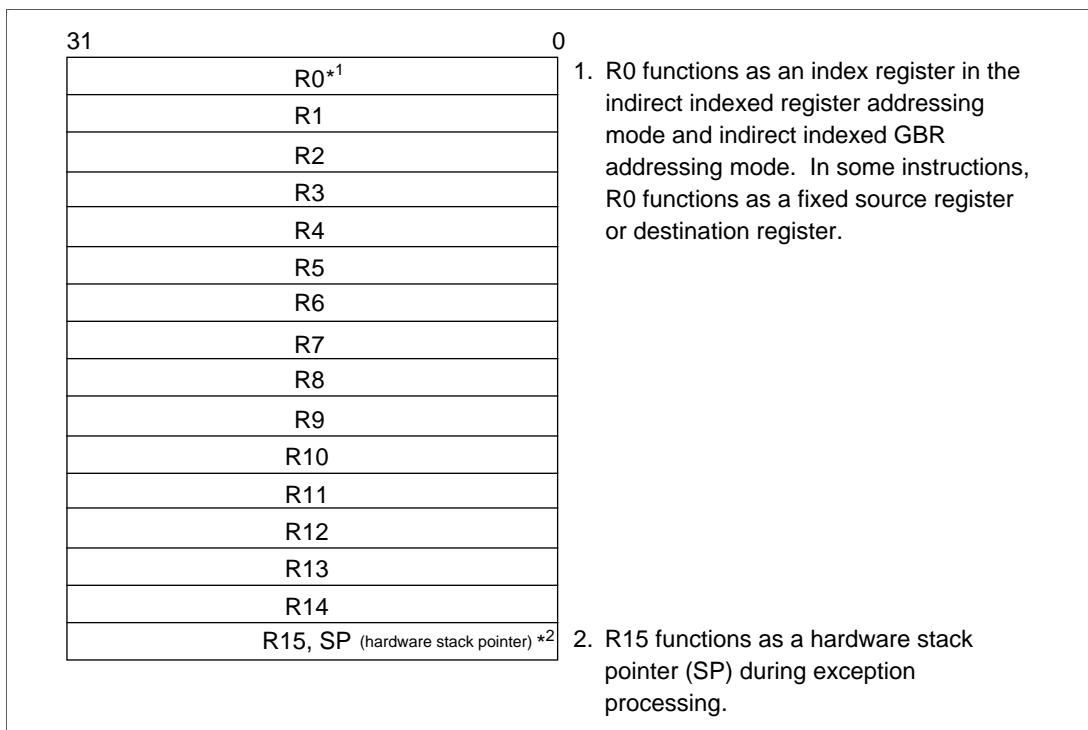 31 0
R0*1
R1
R2
R3
R4
R5
R6
R7
R8
R9
R10
R11
R12
R13
R14
R15, SP (hardware stack pointer) *2
1. R0 functions as an index register in the
indirect indexed register addressing
mode and indirect indexed GBR
addressing mode. In some instructions,
R0 functions as a fixed source register
or destination register.
2. R15 functions as a hardware stack
pointer (SP) during exception
processing.